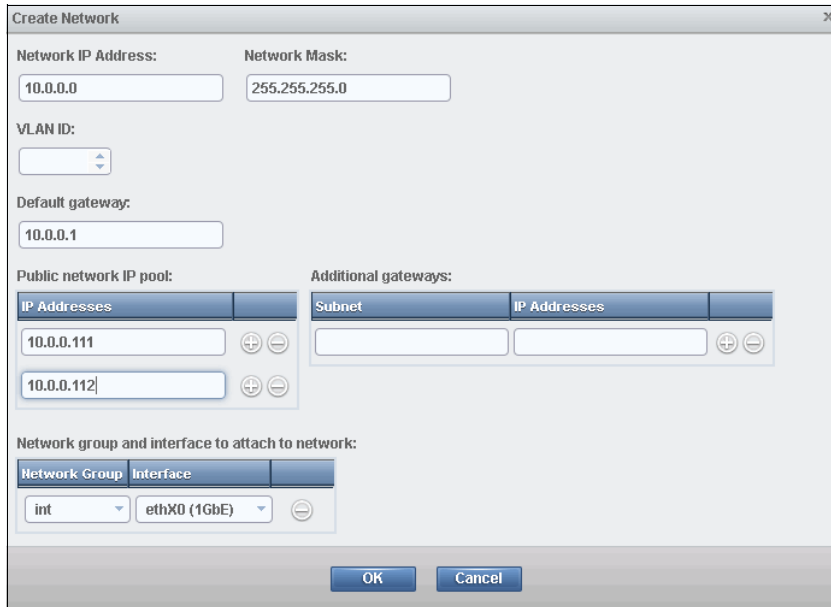 Create Network x
Network IP Address: Network Mask:
10.0.0.0 255.255.255.0
VLAN ID:
Default gateway:
10.0.0.1
Public network IP pool: Additional gateways:
IP Addresses Subnet IP Addresses
10.0.0.111
10.0.0.112
Network group and interface to attach to network:
Network Group Interface
int ethX0 (1GbE)
OK Cancel